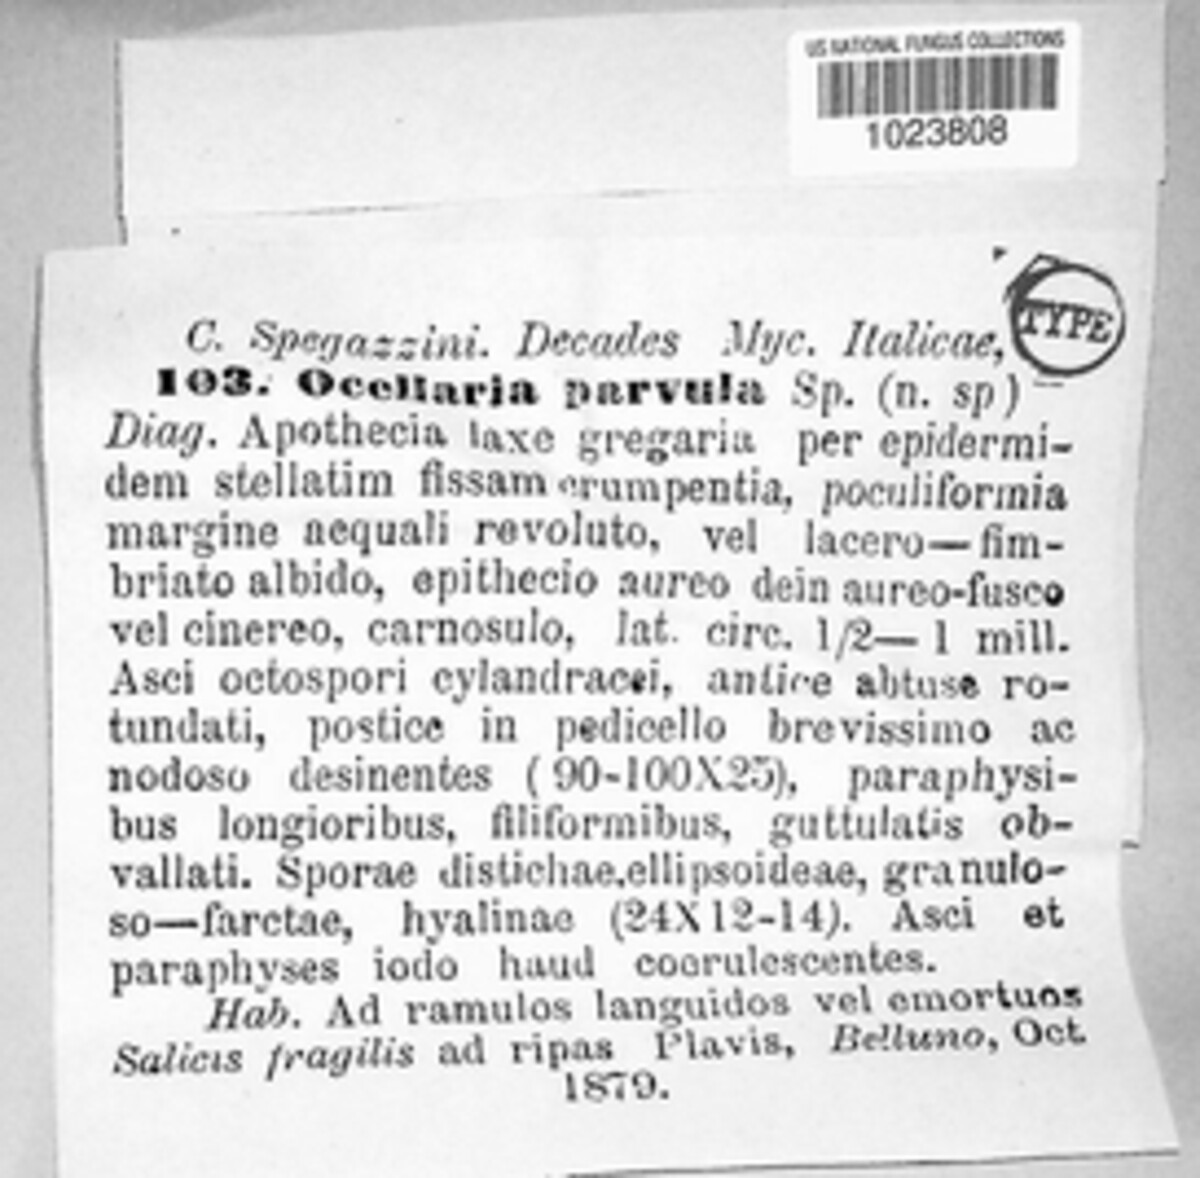 US NATIONAL FUNGUS COLLECTIONS
1023808
TYPE
C. Spegazzini. Decades Myc. Italicae,
103. Ocellaria parvula Sp. (n. sp) —
Diag. Apothecia laxe gregaria per epidermi-
dem stellatim fissam erumpentia, poculiformia
margine aequali revoluto, vel lacero—fim-
briato albido, epithecio aureo dein aureo-fusco
vel cinereo, carnosulo, lat. circ. 1/2—1 mill.
Asci octospori cylandracei, antice abtuse ro-
tundati, postice in pedicello brevissimo ac
nodoso desinentes (90-100X25), paraphysi-
bus longioribus, filiformibus, guttulatis ob-
vallati. Sporae distichae,ellipsoideae, granulo-
so—farctae, hyalinae (24X12-14). Asci et
paraphyses iodo haud coerulescentes.
Hab. Ad ramulos languidos vel emortuos
Salicis fragilis ad ripas Plavis, Belluno, Oct.
1879.